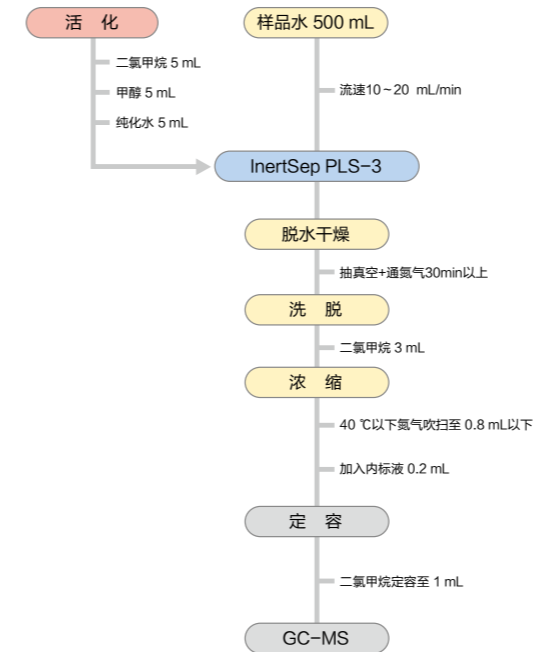 活 化
二氯甲烷 5 mL
甲醇 5 mL
纯化水 5 mL
样品水 500 mL
流速10~20 mL/min
InertSep PLS-3
脱水干燥
抽真空+通氮气30min以上
洗 脱
二氯甲烷 3 mL
浓 缩
40 ℃以下氮气吹扫至 0.8 mL以下
加入内标液 0.2 mL
定 容
二氯甲烷定容至 1 mL
GC-MS